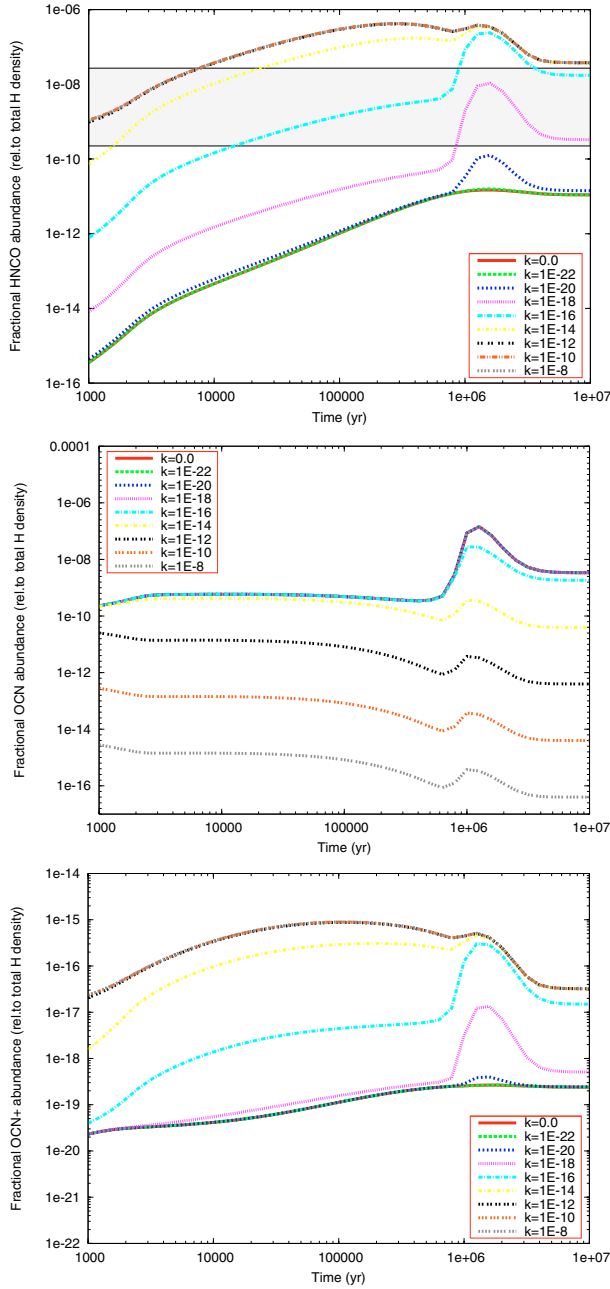 1e-06
1e-08
1e-10
1e-12
1e-14
1e-16
Fractional HNCO abundance (rel.to total H density)
k=0.0
k=1E-22
k=1E-20
k=1E-18
k=1E-16
k=1E-14
k=1E-12
k=1E-10
k=1E-8
1000
10000
100000
1e+06
1e+07
Time (yr)
0.0001
1e-06
1e-08
1e-10
1e-12
1e-14
1e-16
Fractional OCN abundance (rel.to total H density)
k=0.0
k=1E-22
k=1E-20
k=1E-18
k=1E-16
k=1E-14
k=1E-12
k=1E-10
k=1E-8
1000
10000
100000
1e+06
1e+07
Time (yr)
1e-14
1e-15
1e-16
1e-17
1e-18
1e-19
1e-20
1e-21
1e-22
Fractional OCN+ abundance (rel.to total H density)
k=0.0
k=1E-22
k=1E-20
k=1E-18
k=1E-16
k=1E-14
k=1E-12
k=1E-10
k=1E-8
1000
10000
100000
1e+06
1e+07
Time (yr)